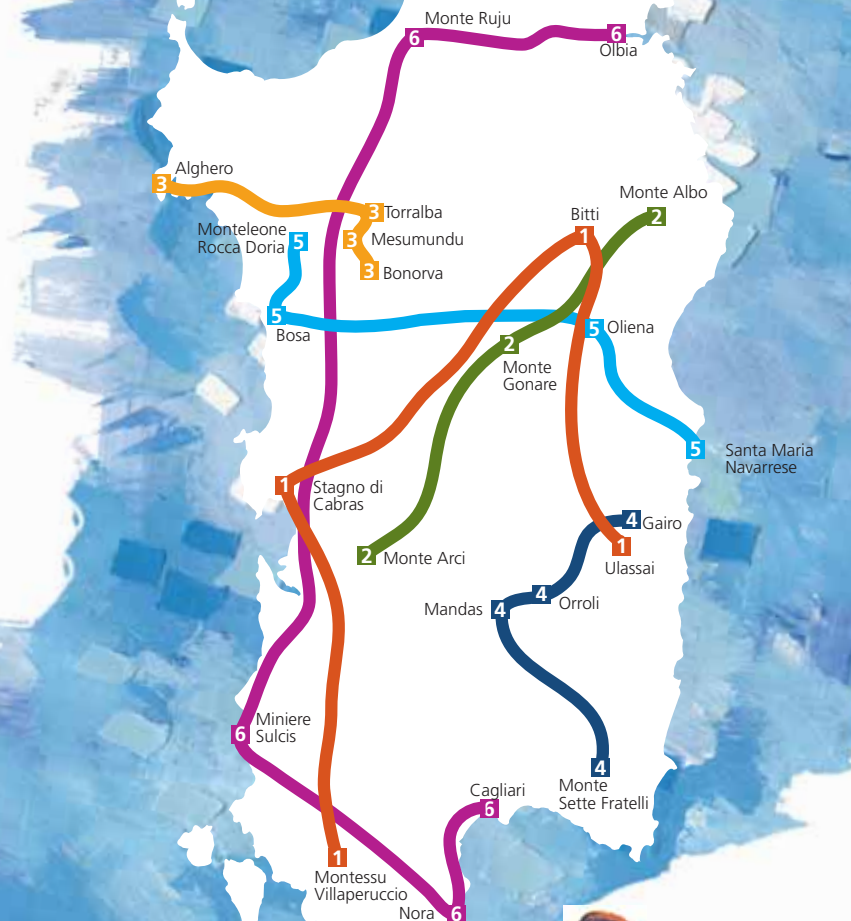 Monte Ruju
6
6
Olbia
Alghero
3
3
Torralba
3
Mesumundu
3
Bonorva
Monteleone
Rocca Doria
5
5
Bosa
Bitti
1
Monte Albo
2
5
Oliena
2
Monte
Gonare
5
Santa Maria
Navarrese
1
Stagno di
Cabras
2
Monte Arci
4
Gairo
1
Ulassai
4
Orroli
Mandas
4
4
Monte
Sette Fratelli
Miniere
6
Sulcis
Cagliari
6
1
Montessu
Villaperuccio
Nora
6